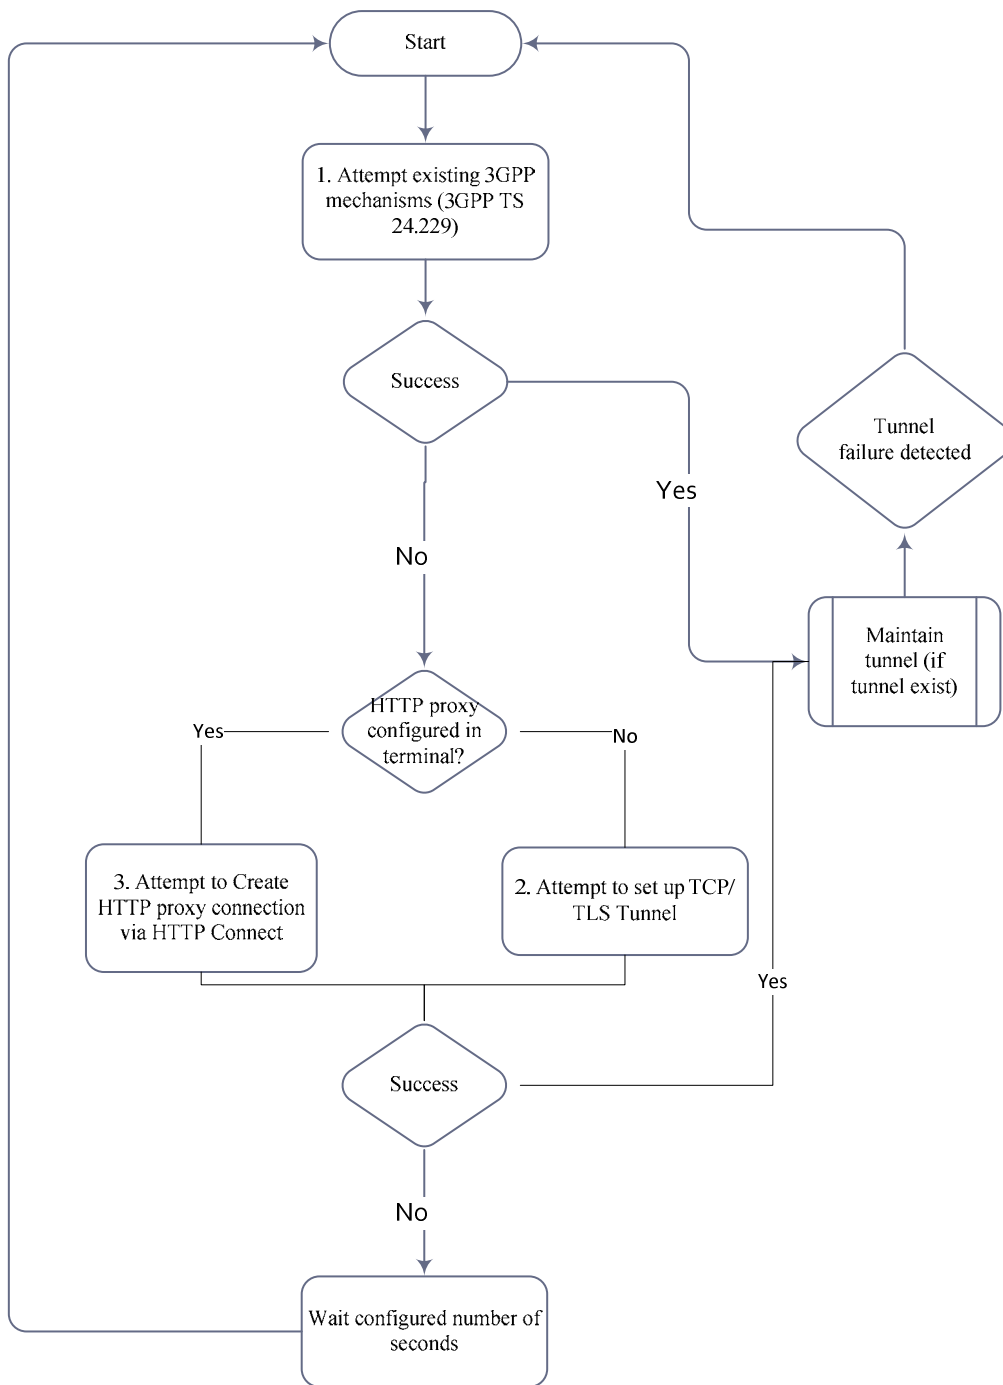 Start
1. Attempt existing 3GPP
mechanisms (3GPP TS
24.229)
Success
Tunnel
failure detected
Yes
No
Maintain
tunnel (if
tunnel exist)
HTTP proxy
configured in
terminal?
Yes
No
3. Attempt to Create
HTTP proxy connection
via HTTP Connect
2. Attempt to set up TCP/
TLS Tunnel
Yes
Success
No
Wait configured number of
seconds